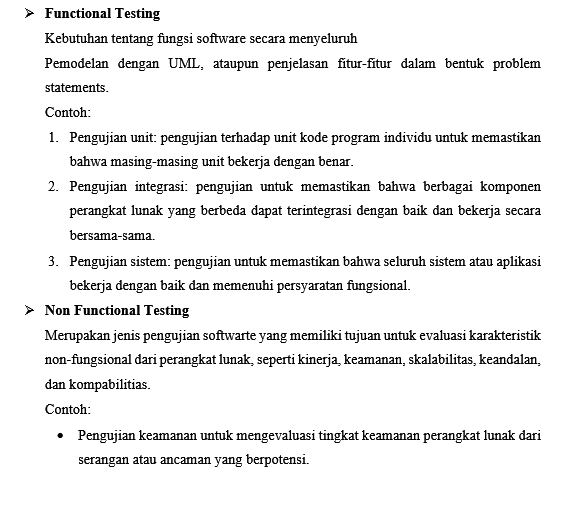 ➢ Functional Testing
Kebutuhan tentang fungsi software secara menyeluruh
Pemodelan dengan UML, ataupun penjelasan fitur-fitur dalam bentuk problem
statements.
Contoh:
1. Pengujian unit: pengujian terhadap unit kode program individu untuk memastikan
bahwa masing-masing unit bekerja dengan benar.
2. Pengujian integrasi: pengujian untuk memastikan bahwa berbagai komponen
perangkat lunak yang berbeda dapat terintegrasi dengan baik dan bekerja secara
bersama-sama.
3. Pengujian sistem: pengujian untuk memastikan bahwa seluruh sistem atau aplikasi
bekerja dengan baik dan memenuhi persyaratan fungsional.
➢ Non Functional Testing
Merupakan jenis pengujian softwarte yang memiliki tujuan untuk evaluasi karakteristik
non-fungsional dari perangkat lunak, seperti kinerja, keamanan, skalabilitas, keandalan,
dan kompabilitias.
Contoh:
• Pengujian keamanan untuk mengevaluasi tingkat keamanan perangkat lunak dari
serangan atau ancaman yang berpotensi.